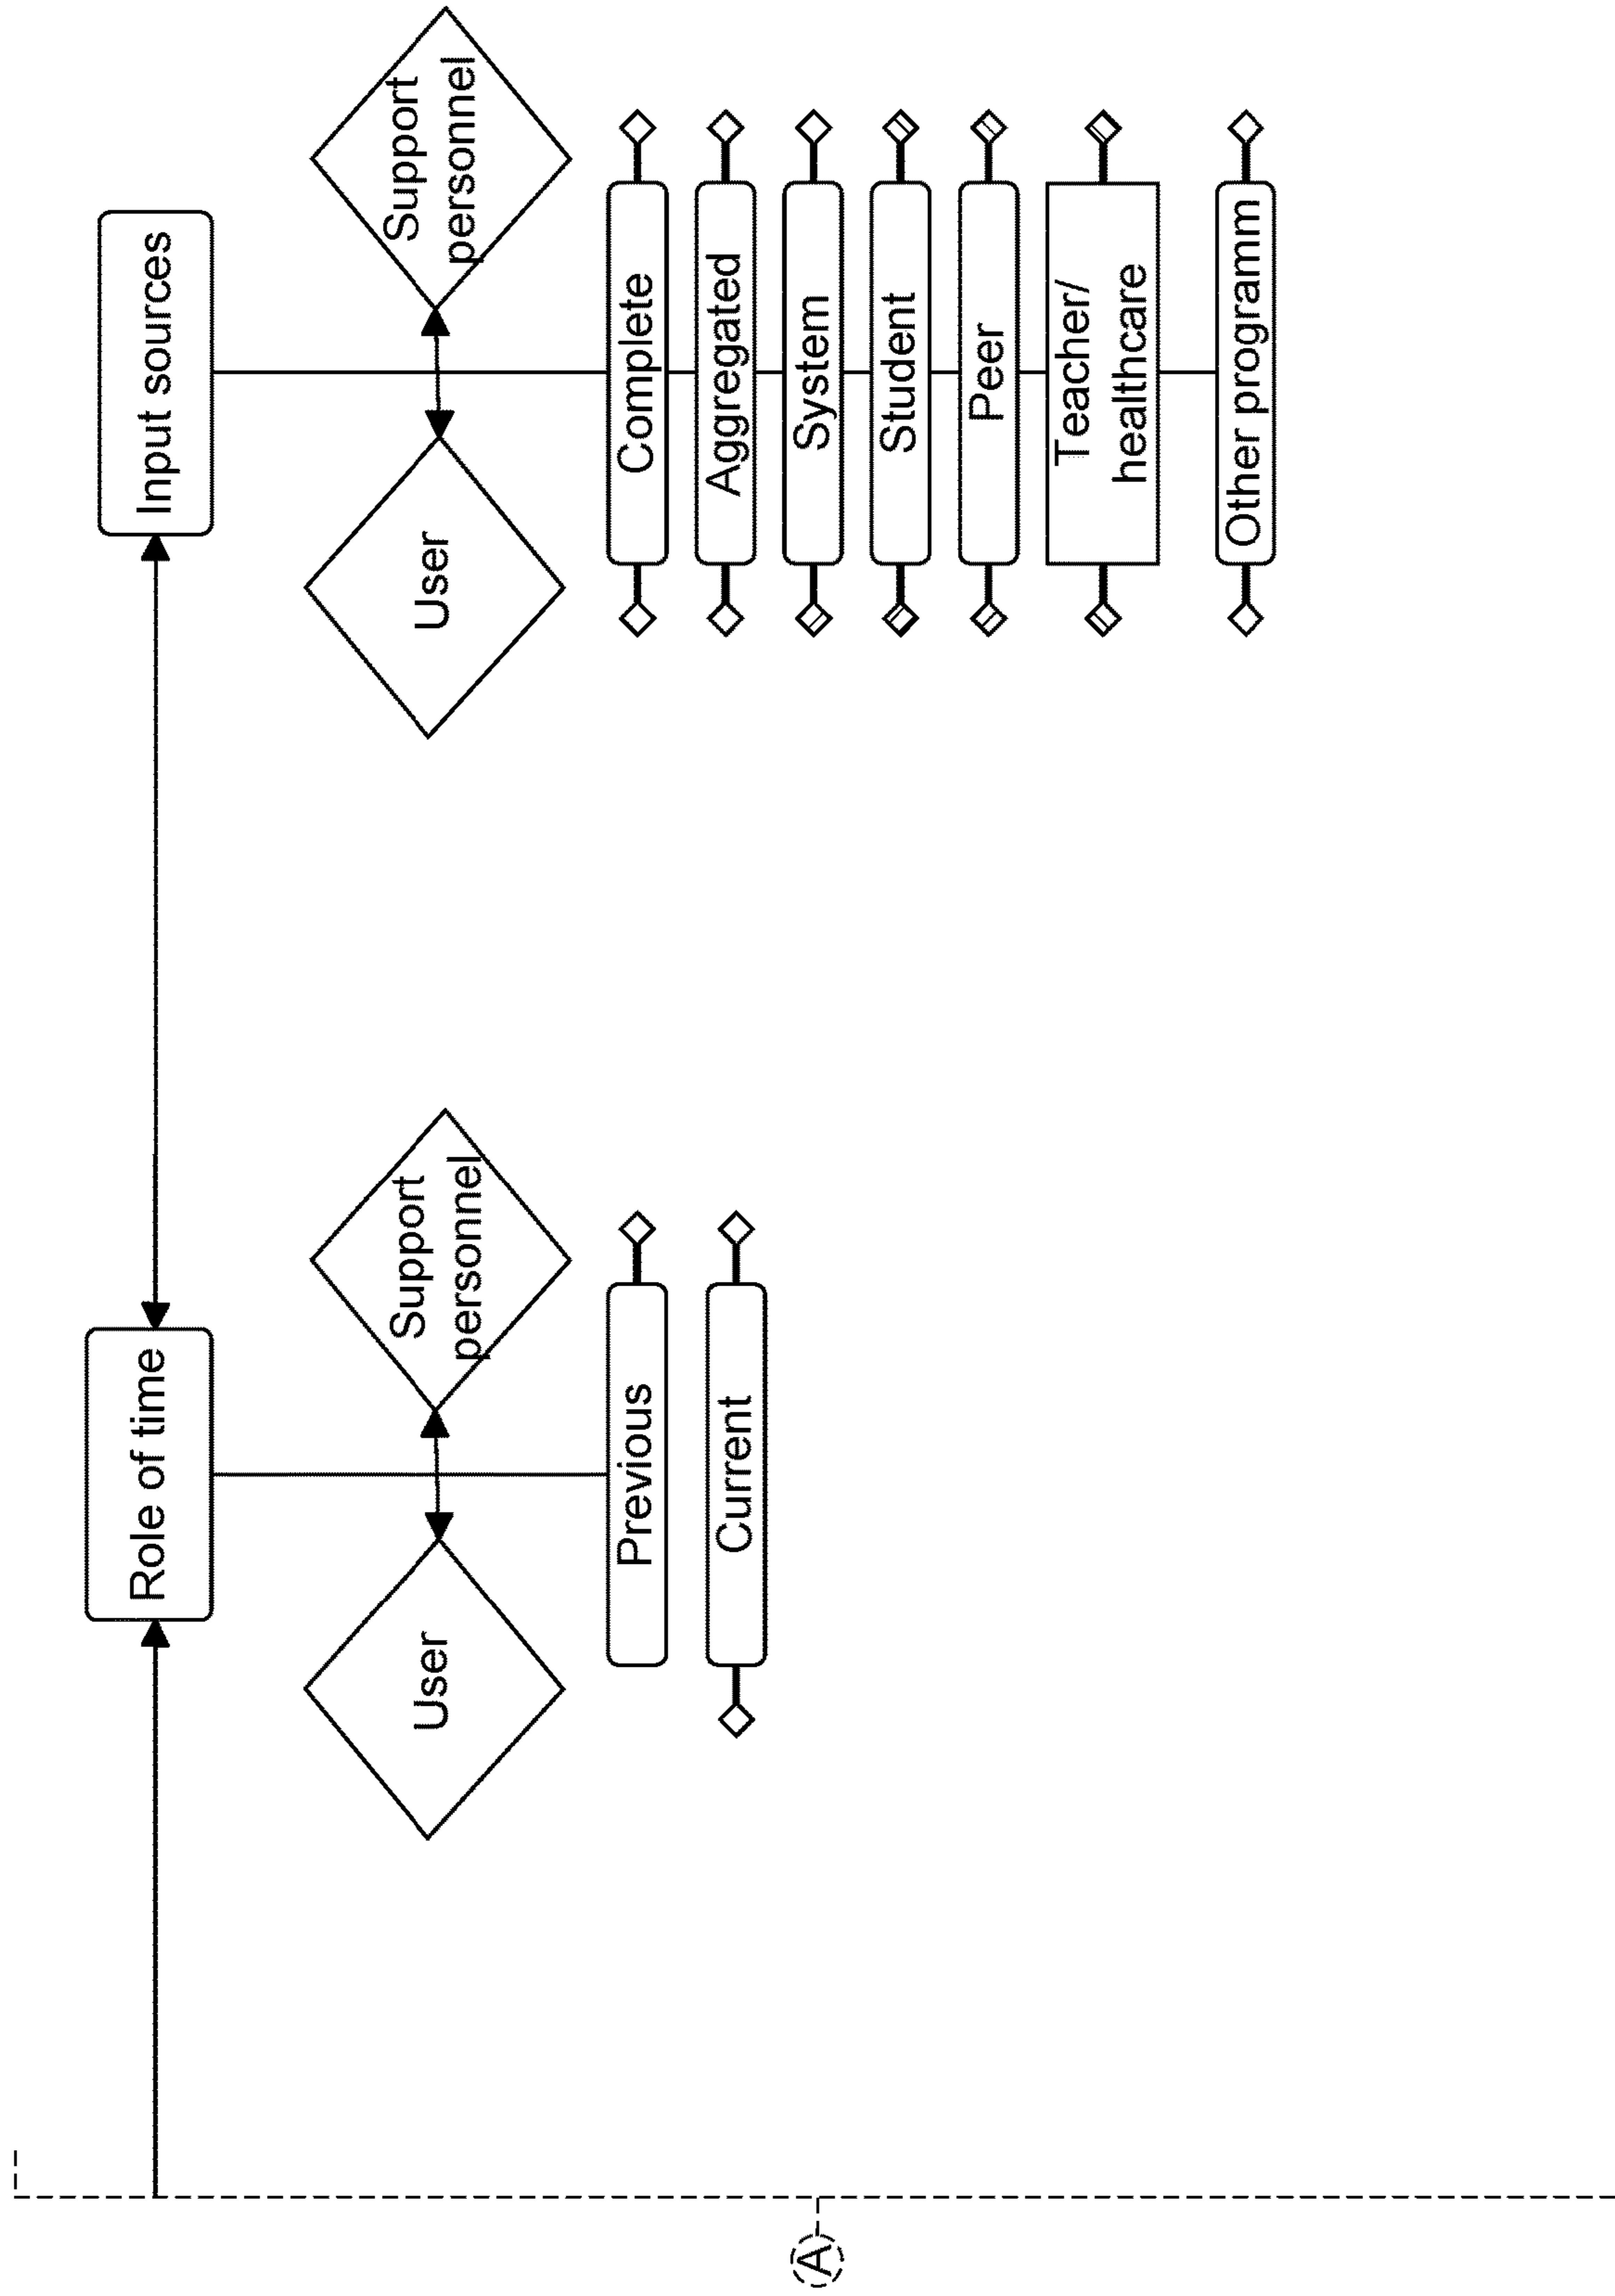 Role of time
Input sources
User
Support
personnel
User
Support
personnel
Previous
Current
Complete
Aggregated
System
Student
Peer
Teacher/
healthcare
Other programm
A